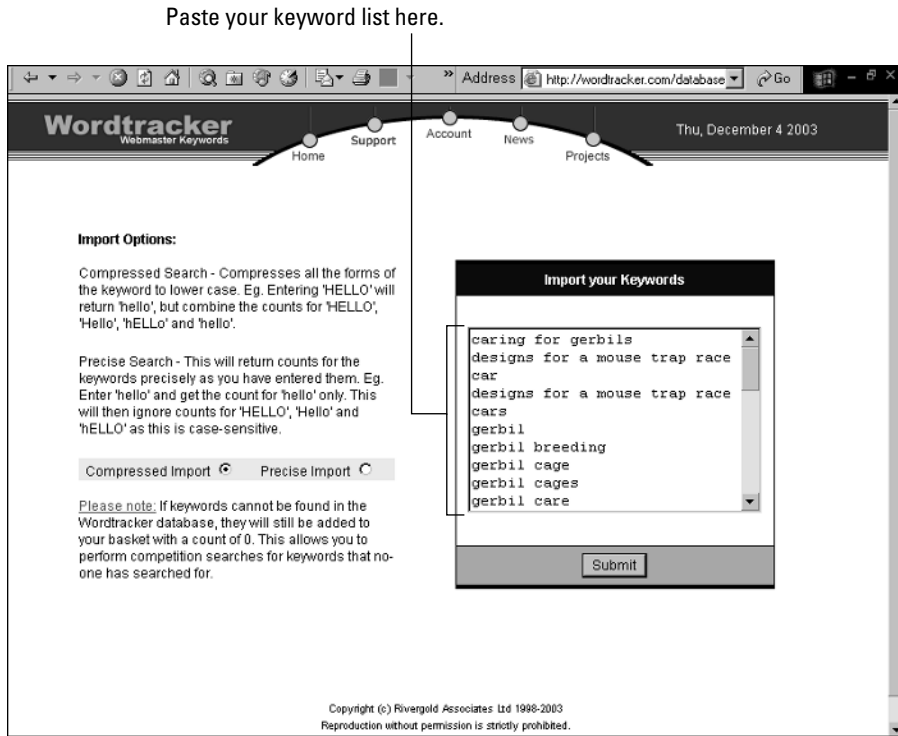 Paste your keyword list here.
» Address http://wordtracker.com/database Go
Wordtracker
Webmaster Keywords
Home
Support
Account
News
Projects
Thu, December 4 2003
Import Options:
Compressed Search - Compresses all the forms of
the keyword to lower case. Eg. Entering 'HELLO' will
return 'hello', but combine the counts for 'HELLO',
'Hello', 'hELLo' and 'hello'.
Precise Search - This will return counts for the
keywords precisely as you have entered them. Eg.
Enter 'hello' and get the count for 'hello' only. This
will then ignore counts for 'HELLO', 'Hello' and
'hELLO' as this is case-sensitive.
Compressed Import Precise Import
Please note: If keywords cannot be found in the
Wordtracker database, they will still be added to
your basket with a count of 0. This allows you to
perform competition searches for keywords that no-
one has searched for.
Import your Keywords
caring for gerbils
designs for a mouse trap race
car
designs for a mouse trap race
cars
gerbil
gerbil breeding
gerbil cage
gerbil cages
gerbil care
Submit
Copyright (c) Rivergold Associates Ltd 1998-2003
Reproduction without permission is strictly prohibited.